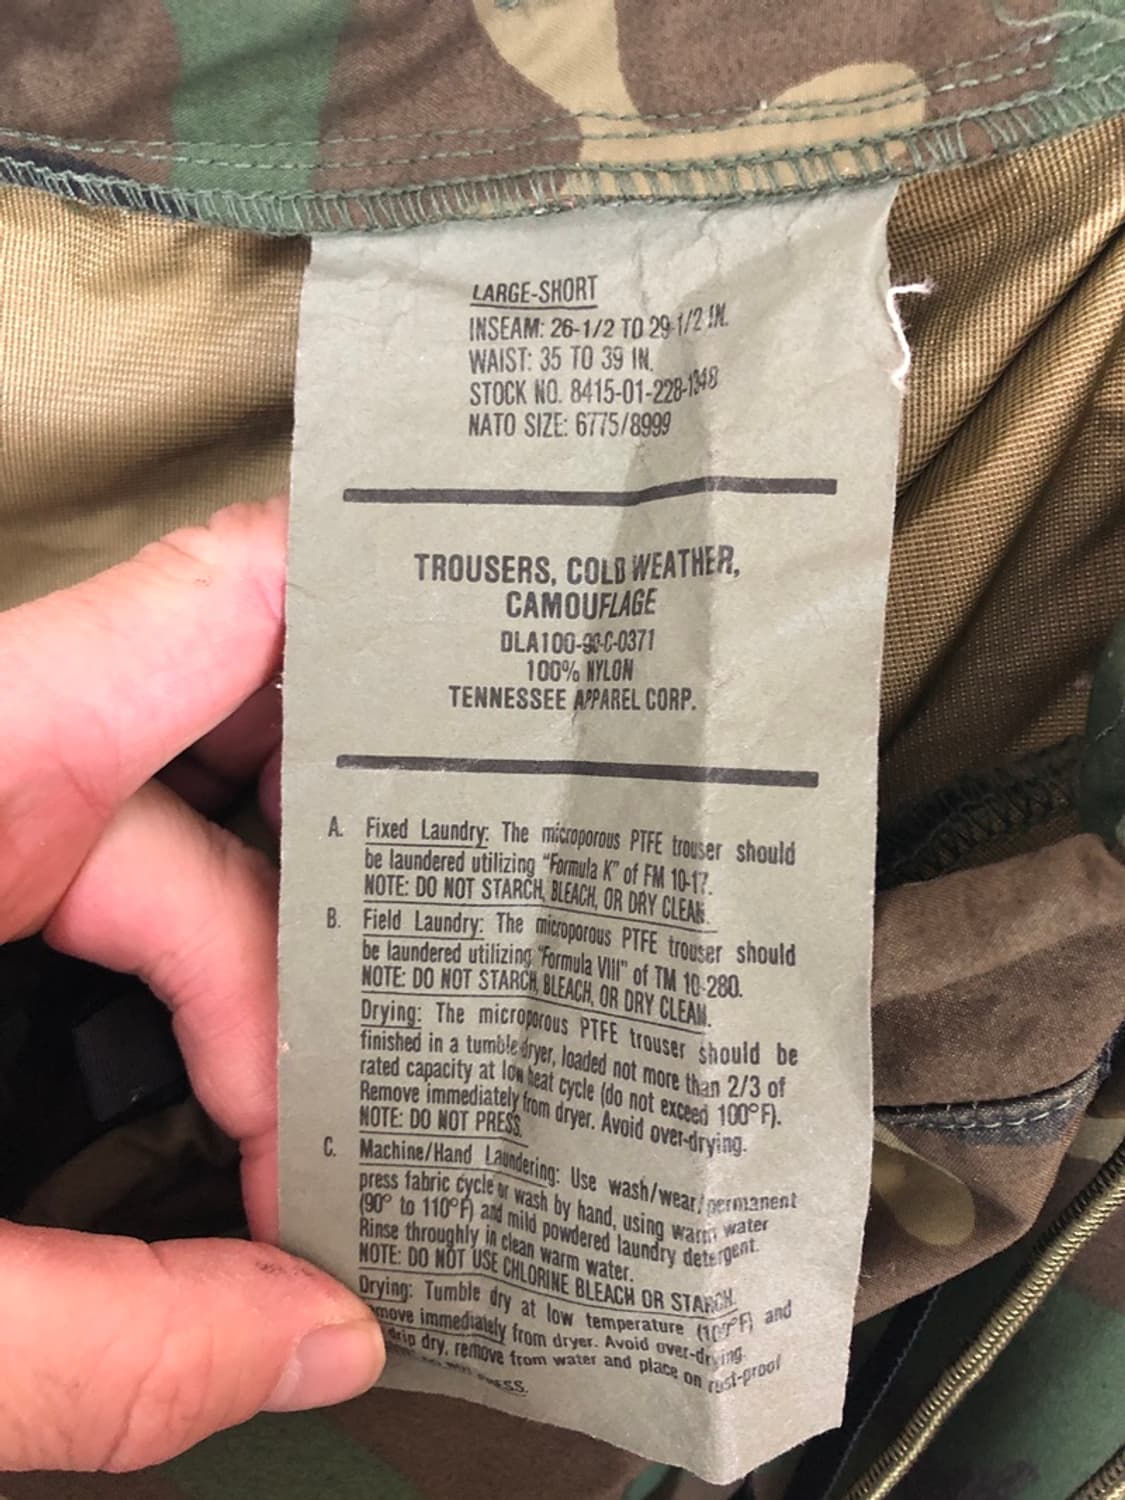 LARGE-SHORT
INSEAM: 26-1/2 TO 29-1/2 IN.
WAIST: 35 TO 39 IN.
STOCK NO. 8415-01-228-1348
NATO SIZE: 6775/8999
TROUSERS, COLD WEATHER,
CAMOUFLAGE
DLA100-90-C-0371
100% NYLON
TENNESSEE APPAREL CORP.
A. Fixed Laundry: The microporous PTFE trouser should
be laundered utilizing "Formula K" of FM 10-17.
NOTE: DO NOT STARCH, BLEACH, OR DRY CLEAN.
B. Field Laundry: The microporous PTFE trouser should
be laundered utilizing "Formula VIII" of TM 10-280.
NOTE: DO NOT STARCH, BLEACH, OR DRY CLEAN.
Drying: The microporous PTFE trouser should be
finished in a tumble dryer, loaded not more than 2/3 of
rated capacity at low heat cycle (do not exceed 100°F).
Remove immediately from dryer. Avoid over-drying.
NOTE: DO NOT PRESS.
C. Machine/Hand Laundering: Use wash/wear/permanent
press fabric cycle or wash by hand, using warm water
(90° to 110°F) and mild powdered laundry detergent.
Rinse throughly in clean warm water.
NOTE: DO NOT USE CHLORINE BLEACH OR STARCH.
Drying: Tumble dry at low temperature (100°F) and
move immediately from dryer. Avoid over-drying.
drip dry, remove from water and place on rust-proof
DO NOT PRESS.